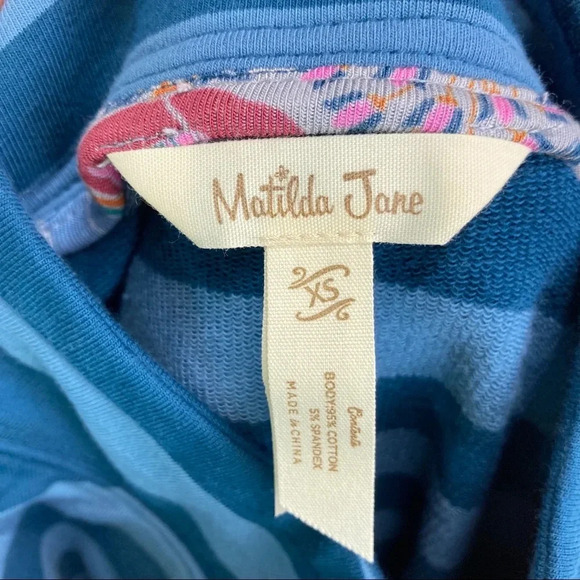 Matilda Jane
XS
Contents
BODY:95% COTTON
5% SPANDEX
MADE in CHINA